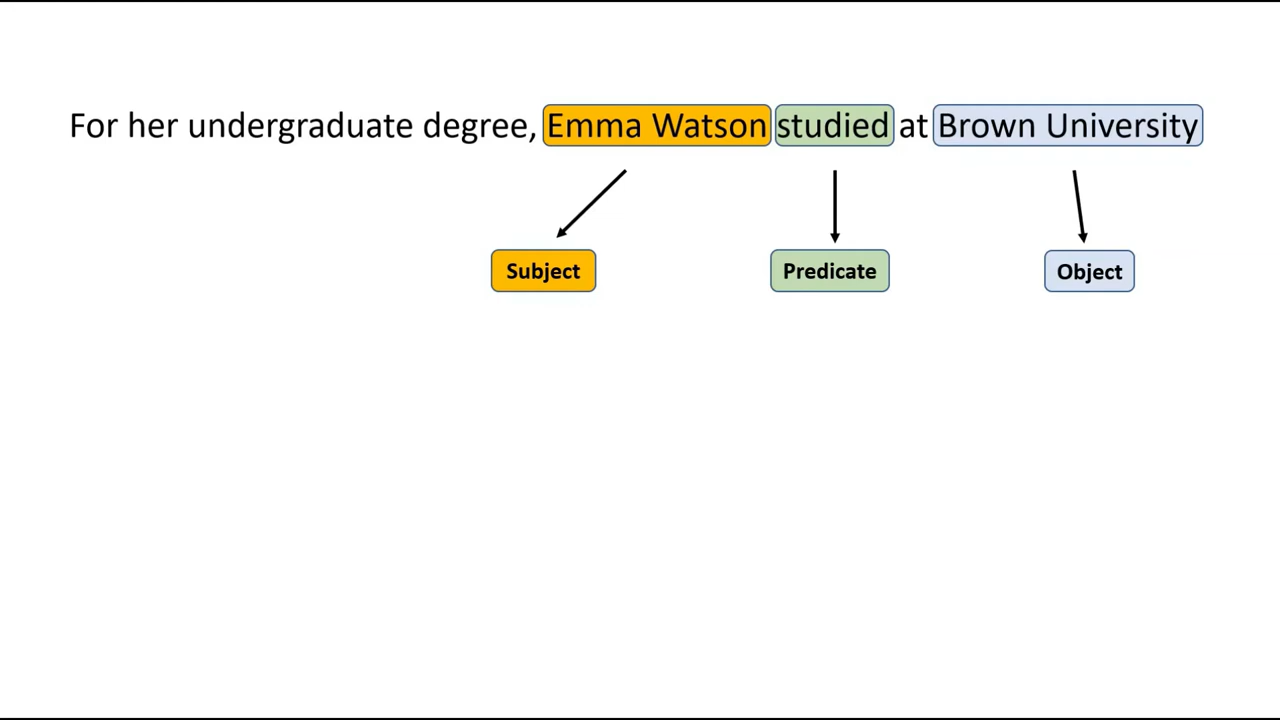 For her undergraduate degree, Emma Watson studied at Brown University
Subject Predicate Object